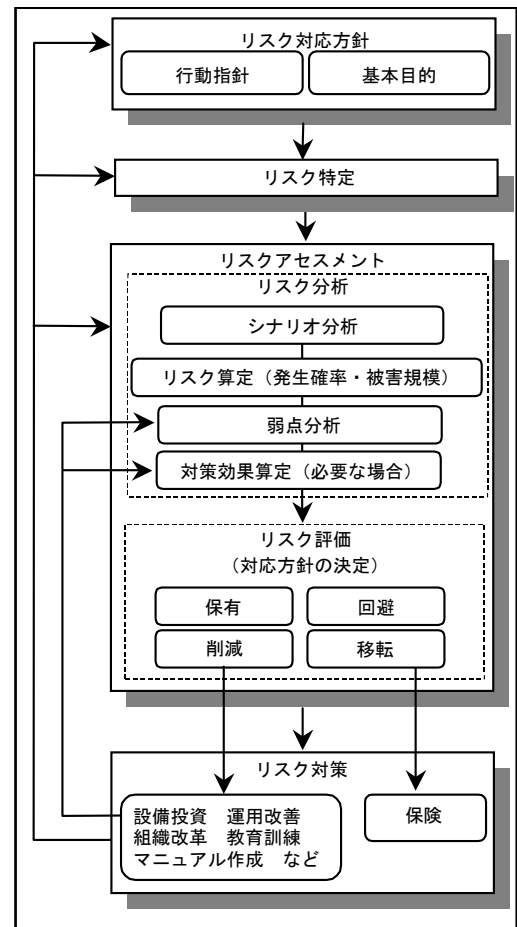 リスク対応方針
行動指針
基本目的
リスク特定
リスクアセスメント
リスク分析
シナリオ分析
リスク算定（発生確率・被害規模）
弱点分析
対策効果算定（必要な場合）
リスク評価
（対応方針の決定）
保有
回避
削減
移転
リスク対策
設備投資　運用改善
組織改革　教育訓練
マニュアル作成　など
保険